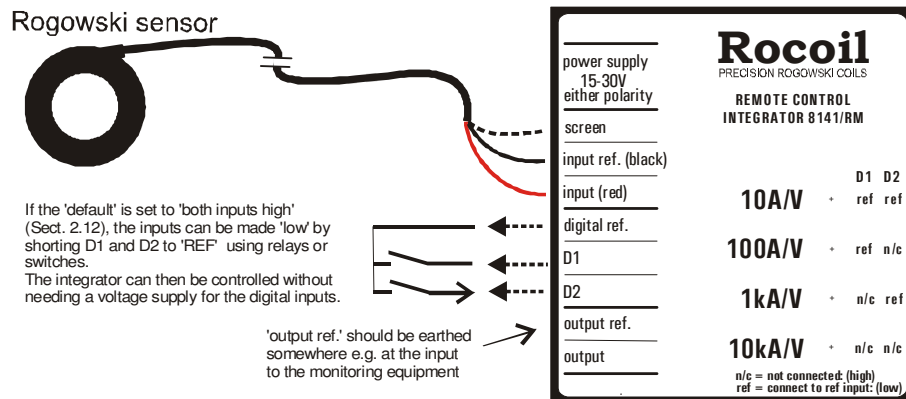 Rogowski sensor
If the 'default' is set to 'both inputs high'
(Sect. 2.12), the inputs can be made 'low' by
shorting D1 and D2 to 'REF' using relays or
switches.
The integrator can then be controlled without
needing a voltage supply for the digital inputs.
'output ref.' should be earthed
somewhere e.g. at the input
to the monitoring equipment
power supply
15-30V
either polarity
screen
input ref. (black)
input (red)
digital ref.
D1
D2
output ref.
output
Rocoil
PRECISION ROGOWSKI COILS
REMOTE CONTROL
INTEGRATOR 8141/RM
D1 D2
10A/V + ref ref
100A/V + ref n/c
1kA/V + n/c ref
10kA/V + n/c n/c
n/c = not connected: (high)
ref = connect to ref input: (low)